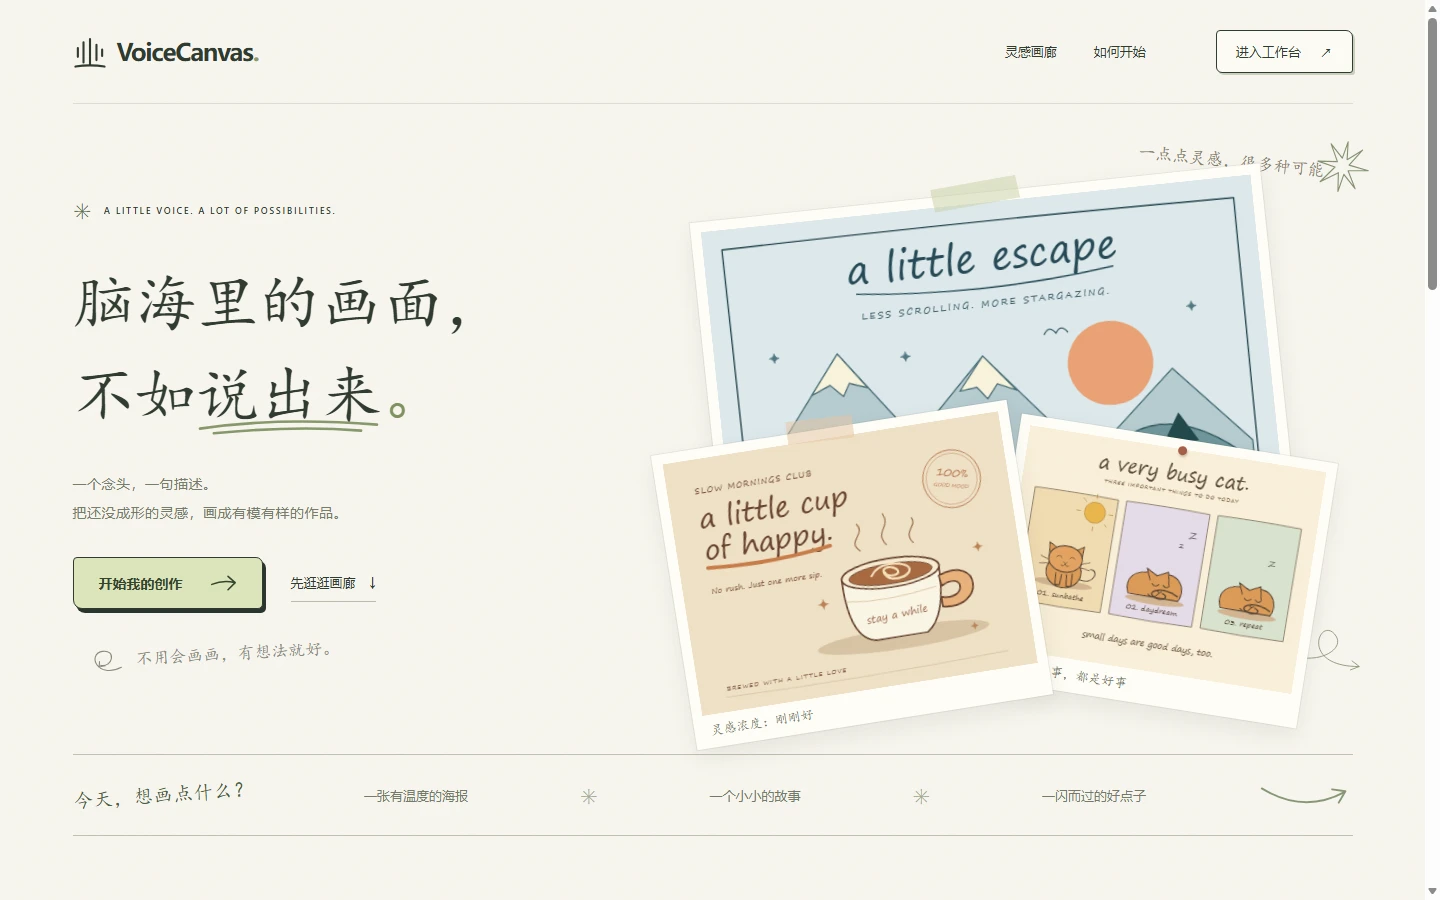 VoiceCanvas.
灵感画廊
如何开始
进入工作台 ↗
一点点灵感，很多种可能
A LITTLE VOICE. A LOT OF POSSIBILITIES.
脑海里的画面，
不如说出来。
一个念头，一句描述。
把还没成形的灵感，画成有模有样的作品。
开始我的创作 →
先逛逛画廊 ↓
不用会画画，有想法就好。
a little escape
LESS SCROLLING. MORE STARGAZING.
SLOW MORNINGS CLUB
a little cup
of happy.
No rush. Just one more sip.
100%
GOOD MOOD
stay a while
BREWED WITH A LITTLE LOVE
灵感浓度：刚刚好
a very busy cat.
THREE IMPORTANT THINGS TO DO TODAY
z
z
z
01. sunbathe
02. daydream
03. repeat
small days are good days, too.
事，都是好事
今天，想画点什么？
一张有温度的海报
一个小小的故事
一闪而过的好点子